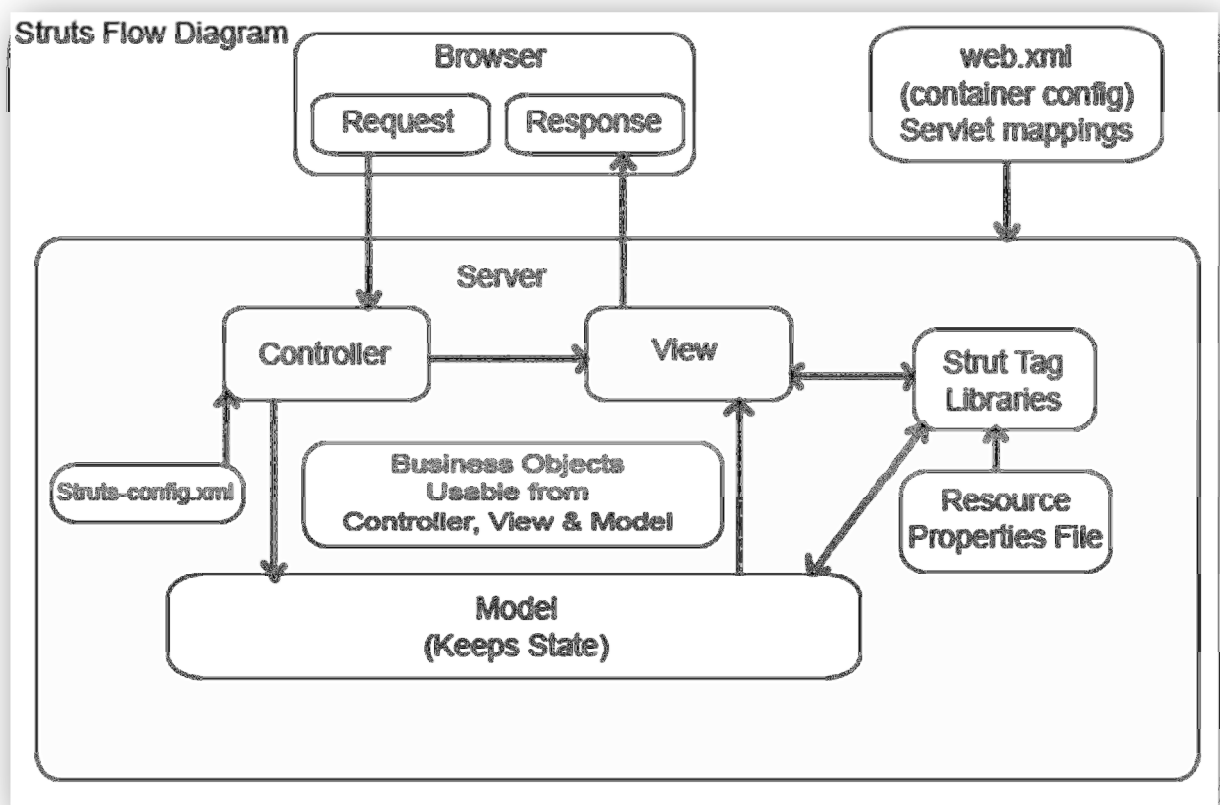 Struts Flow Diagram
Browser
Request
Response
web.xml
(container config)
Servlet mappings
Server
Controller
View
Strut Tag
Libraries
Struts-config.xml
Business Objects
Usable from
Controller, View & Model
Resource
Properties File
Model
(Keeps State)